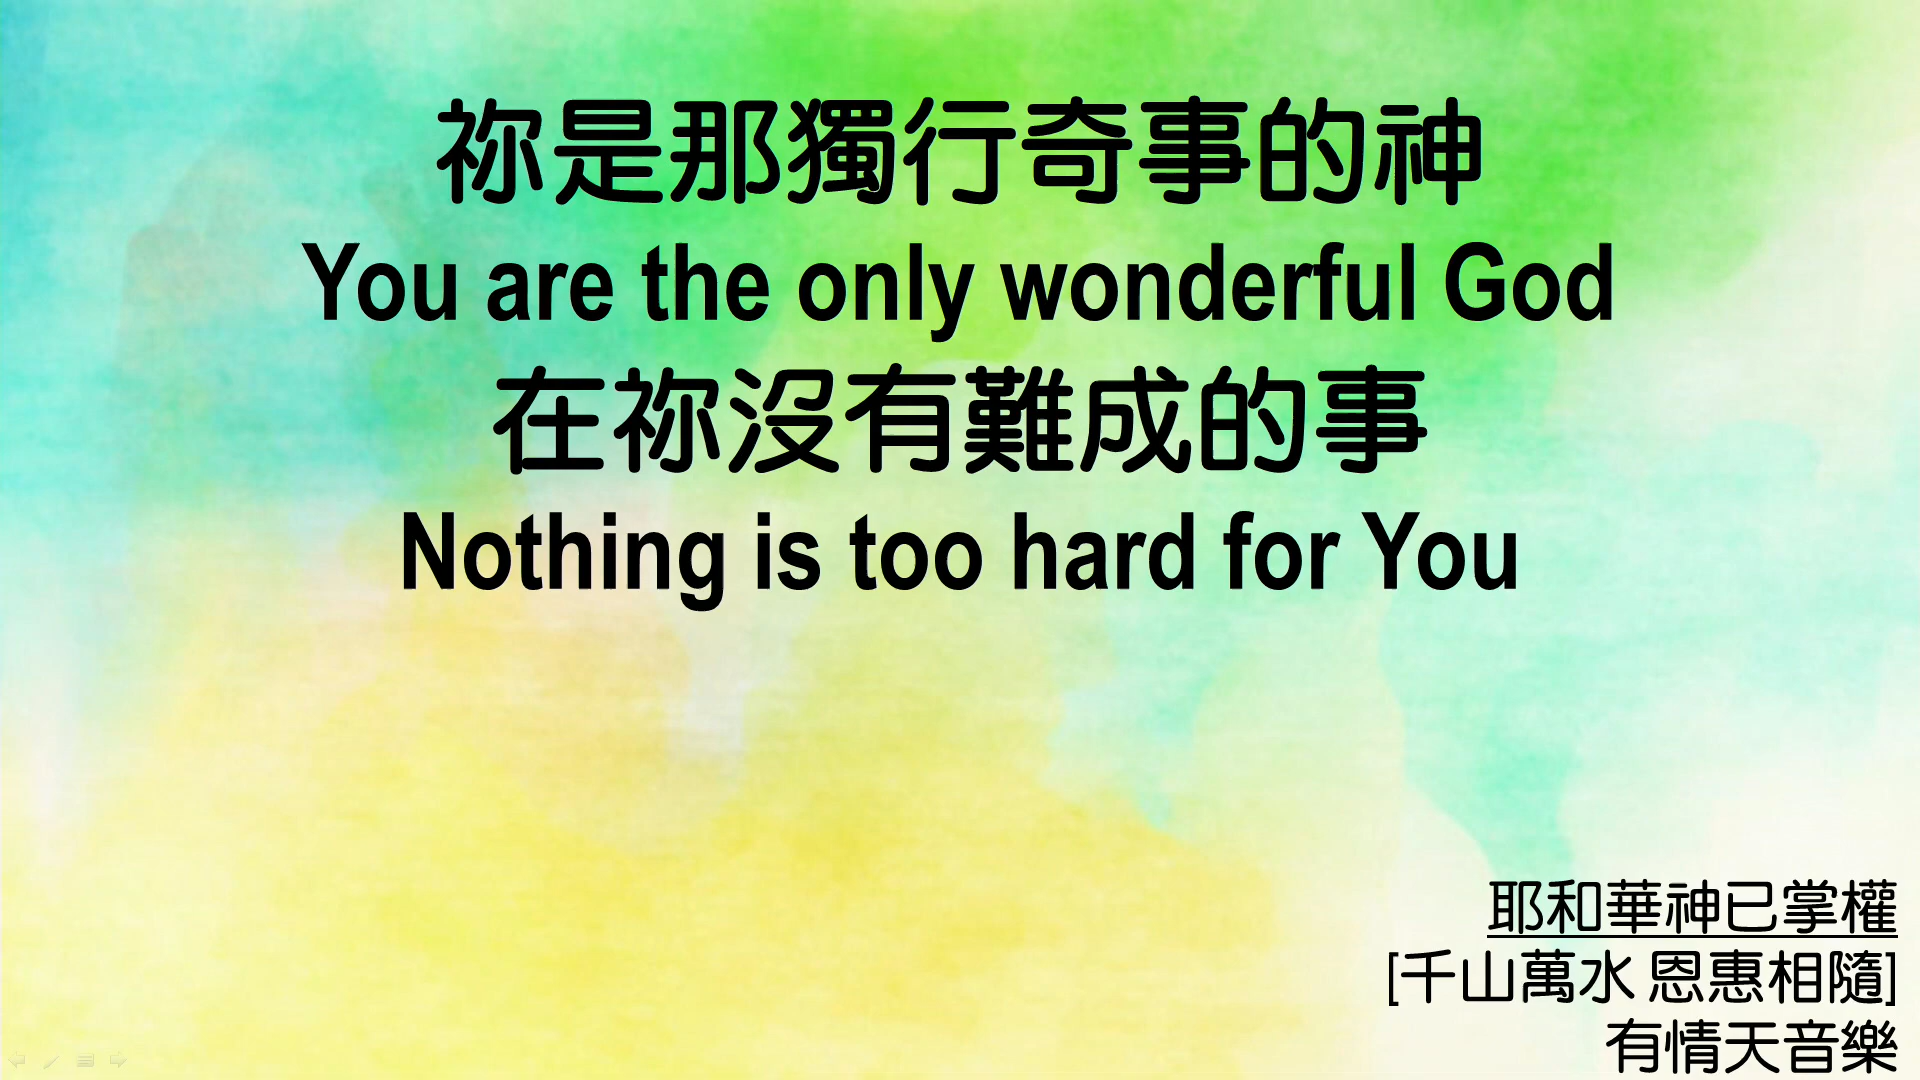 祢是那獨行奇事的神
You are the only wonderful God
在祢沒有難成的事
Nothing is too hard for You
耶和華神已掌權
[千山萬水 恩惠相隨]
有情天音樂